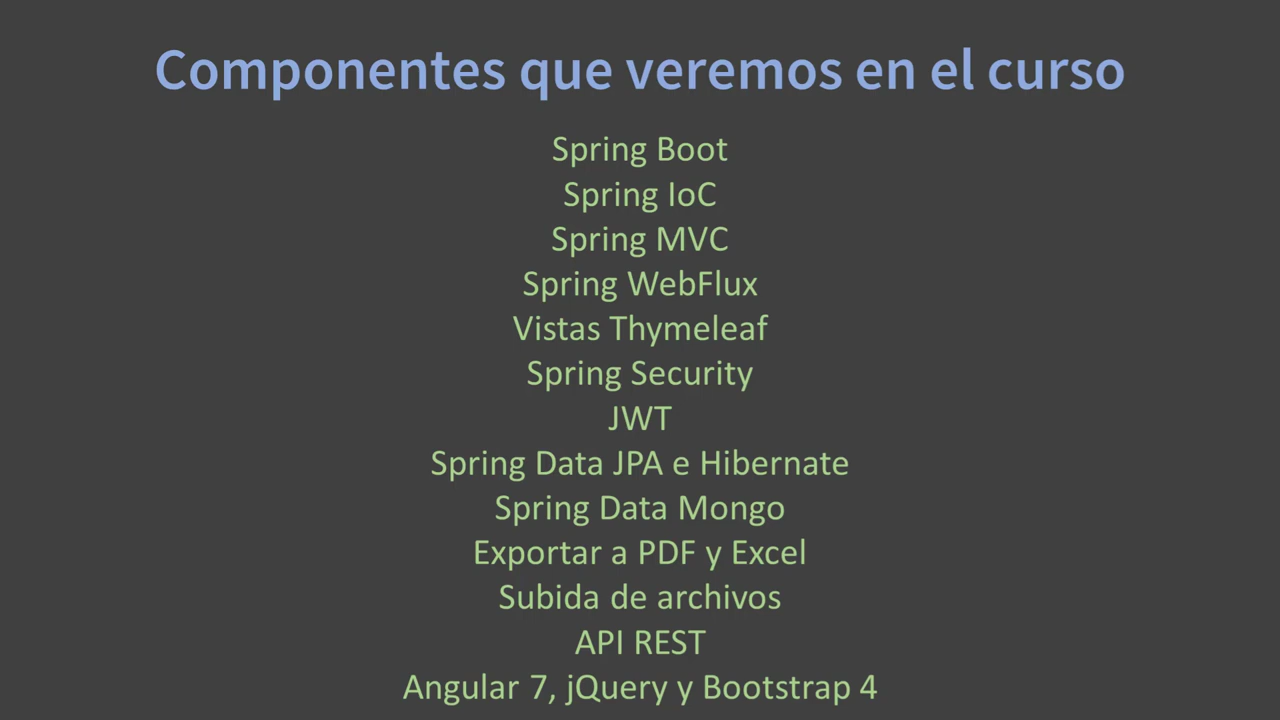 Componentes que veremos en el curso
Spring Boot
Spring IoC
Spring MVC
Spring WebFlux
Vistas Thymeleaf
Spring Security
JWT
Spring Data JPA e Hibernate
Spring Data Mongo
Exportar a PDF y Excel
Subida de archivos
API REST
Angular 7, jQuery y Bootstrap 4